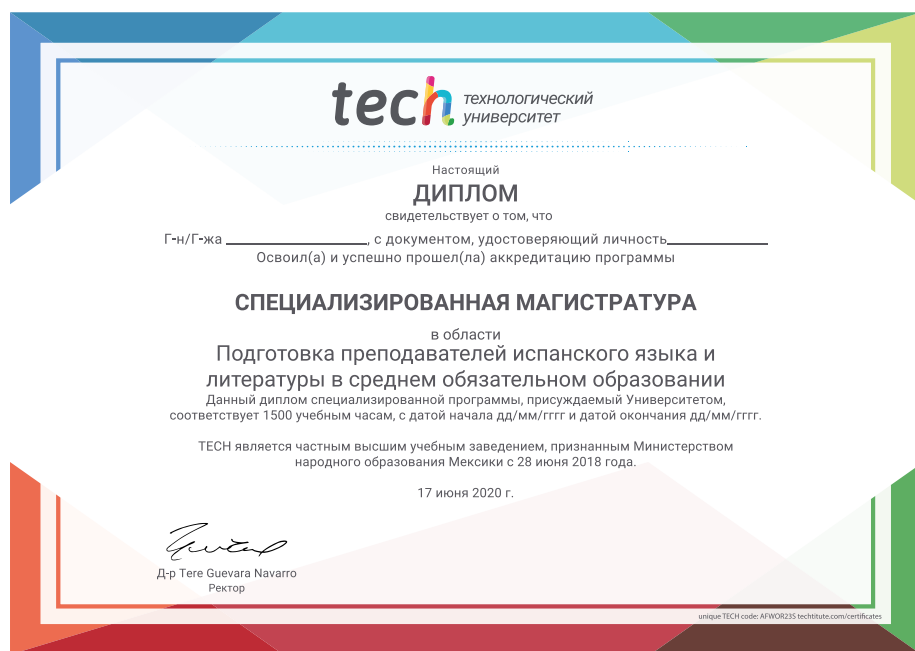 tech технологический
университет
Настоящий
ДИПЛОМ
свидетельствует о том, что
Г-н/Г-жа ____________________, с документом, удостоверяющий личность______________
Освоил(а) и успешно прошел(ла) аккредитацию программы
СПЕЦИАЛИЗИРОВАННАЯ МАГИСТРАТУРА
в области
Подготовка преподавателей испанского языка и
литературы в среднем обязательном образовании
Данный диплом специализированной программы, присуждаемый Университетом,
соответствует 1500 учебным часам, с датой начала дд/мм/гггг и датой окончания дд/мм/гггг.
TECH является частным высшим учебным заведением, признанным Министерством
народного образования Мексики с 28 июня 2018 года.
17 июня 2020 г.
Д-р Tere Guevara Navarro
Ректор
unique TECH code: AFWOR23S techtitute.com/certificates